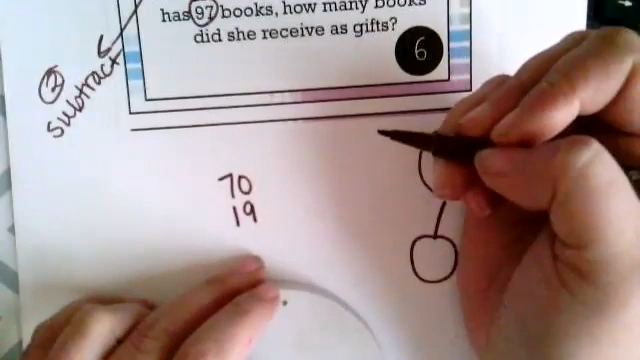 has 97 books, how many books
did she receive as gifts?
6
2
subtract
70
19